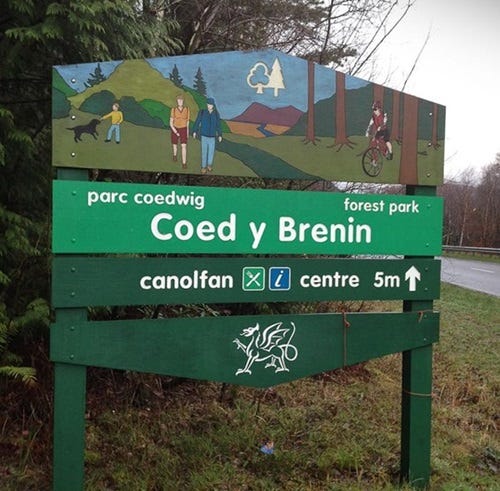 parc coedwig
forest park
Coed y Brenin
canolfan i centre 5m↑